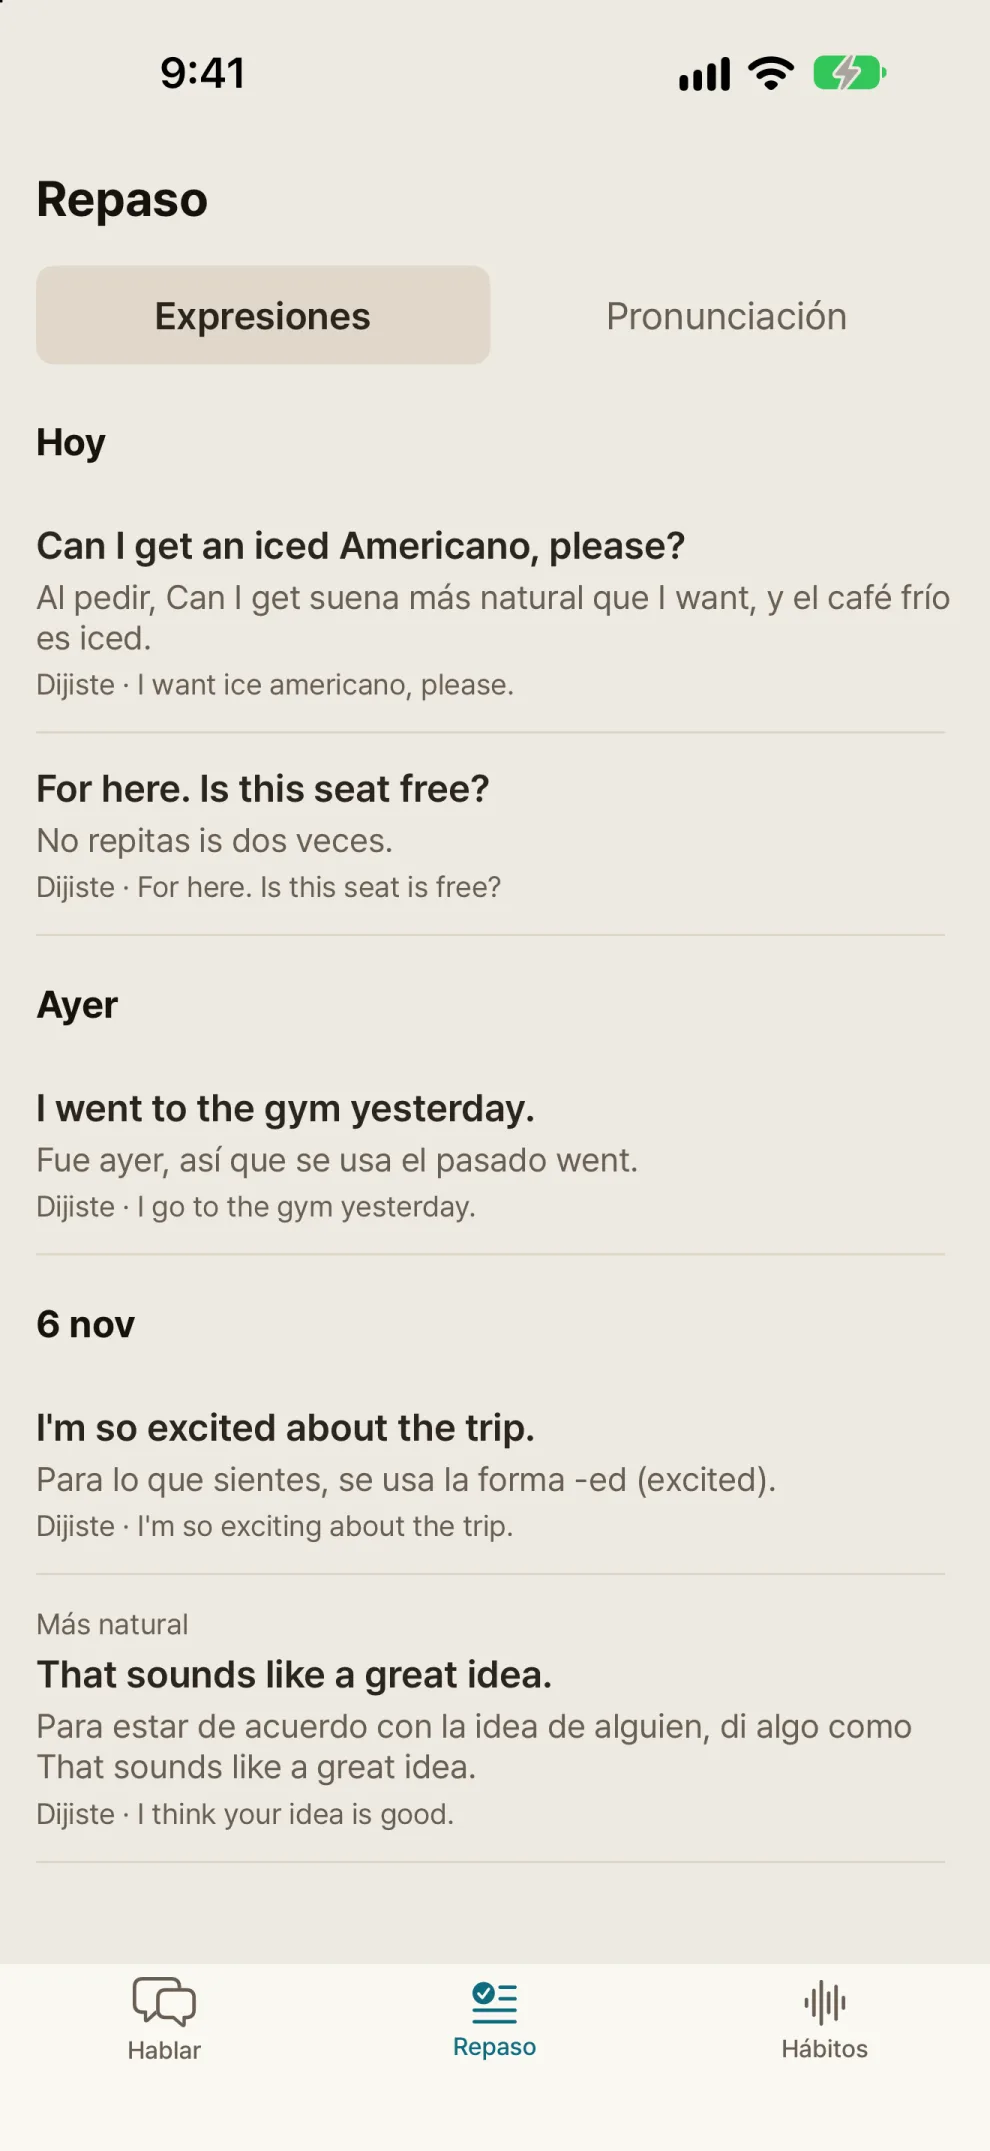 9:41
Repaso
Expresiones
Pronunciación
Hoy
Can I get an iced Americano, please?
Al pedir, Can I get suena más natural que I want, y el café frío
es iced.
Dijiste · I want ice americano, please.
For here. Is this seat free?
No repitas is dos veces.
Dijiste · For here. Is this seat is free?
Ayer
I went to the gym yesterday.
Fue ayer, así que se usa el pasado went.
Dijiste · I go to the gym yesterday.
6 nov
I'm so excited about the trip.
Para lo que sientes, se usa la forma -ed (excited).
Dijiste · I'm so exciting about the trip.
Más natural
That sounds like a great idea.
Para estar de acuerdo con la idea de alguien, di algo como
That sounds like a great idea.
Dijiste · I think your idea is good.
Hablar
Repaso
Hábitos